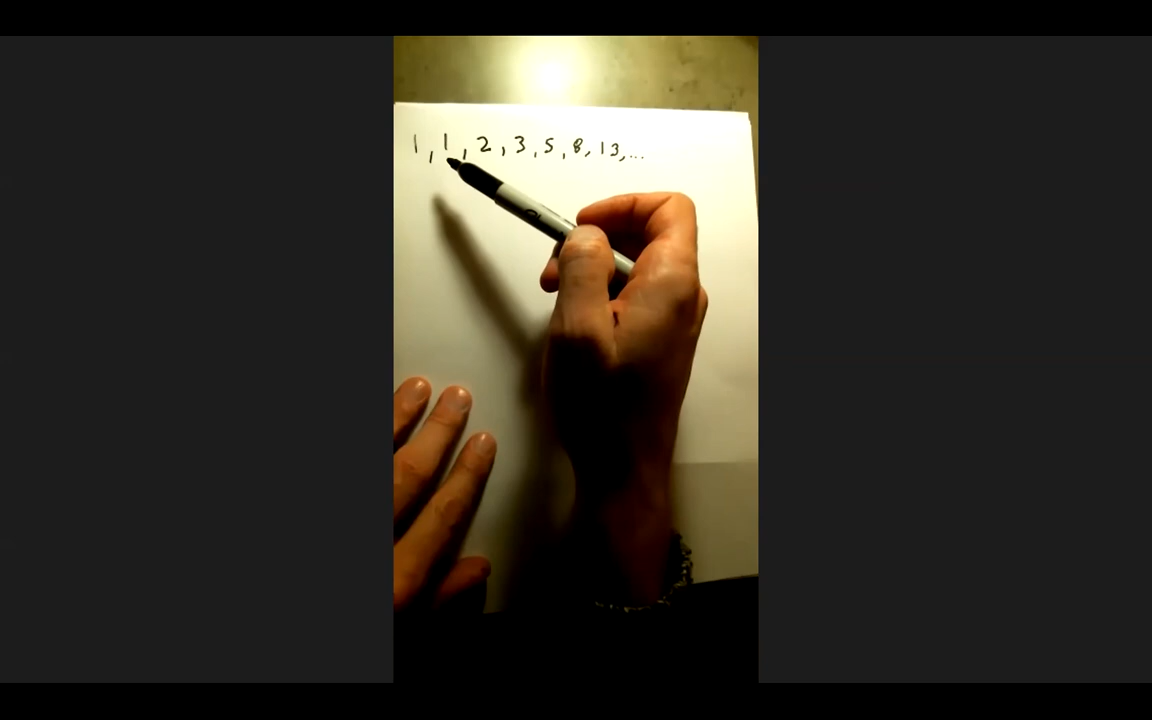 1, 1, 2, 3, 5, 8, 13, ...